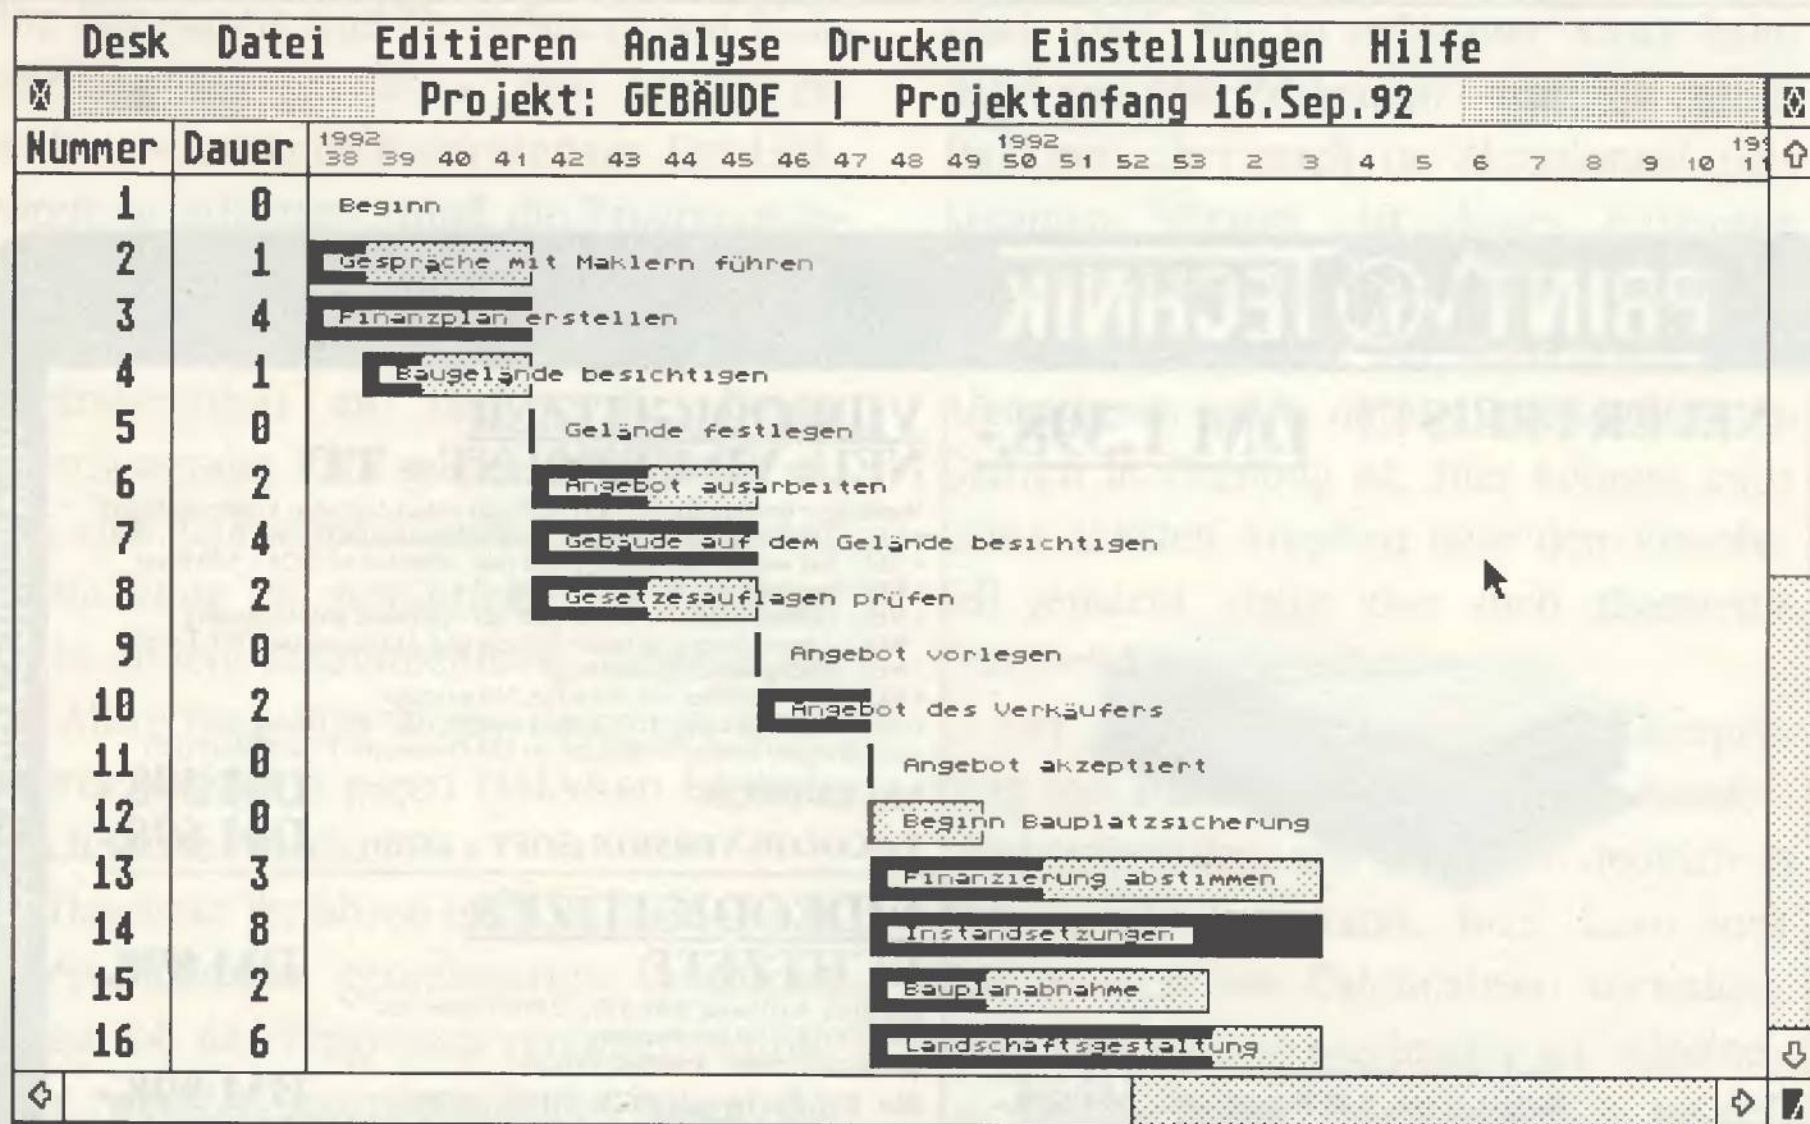 Desk Datei Editieren Analyse Drucken Einstellungen Hilfe
Projekt: GEBÄUDE | Projektanfang 16.Sep.92
Nummer Dauer 1992 38 39 40 41 42 43 44 45 46 47 48 49 1992 50 51 52 53 2 3 4 5 6 7 8 9 10 199 11
1 0 Beginn
2 1 Gespräche mit Maklern führen
3 4 Finanzplan erstellen
4 1 Baugelände besichtigen
5 0 Gelände festlegen
6 2 Angebot ausarbeiten
7 4 Gebäude auf dem Gelände besichtigen
8 2 Gesetzesauflagen prüfen
9 0 Angebot vorlegen
10 2 Angebot des Verkäufers
11 0 Angebot akzeptiert
12 0 Beginn Bauplatzsicherung
13 3 Finanzierung abstimmen
14 8 Instandsetzungen
15 2 Bauplanabnahme
16 6 Landschaftsgestaltung